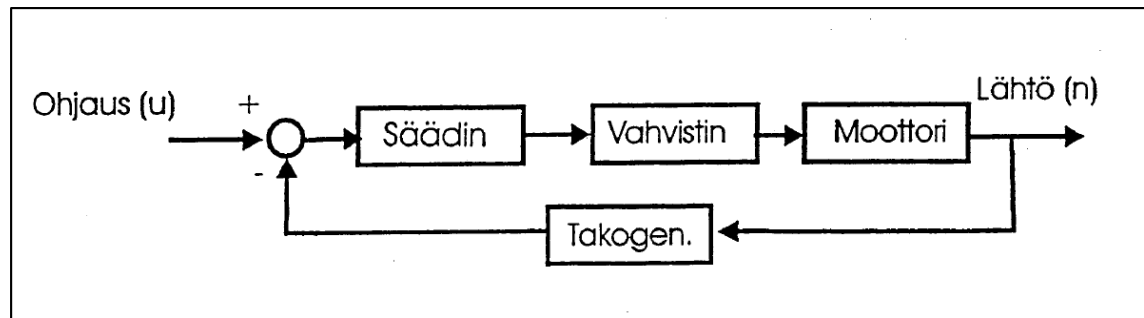 Ohjaus (u)
+
-
Säädin
Vahvistin
Moottori
Lähtö (n)
Takogen.